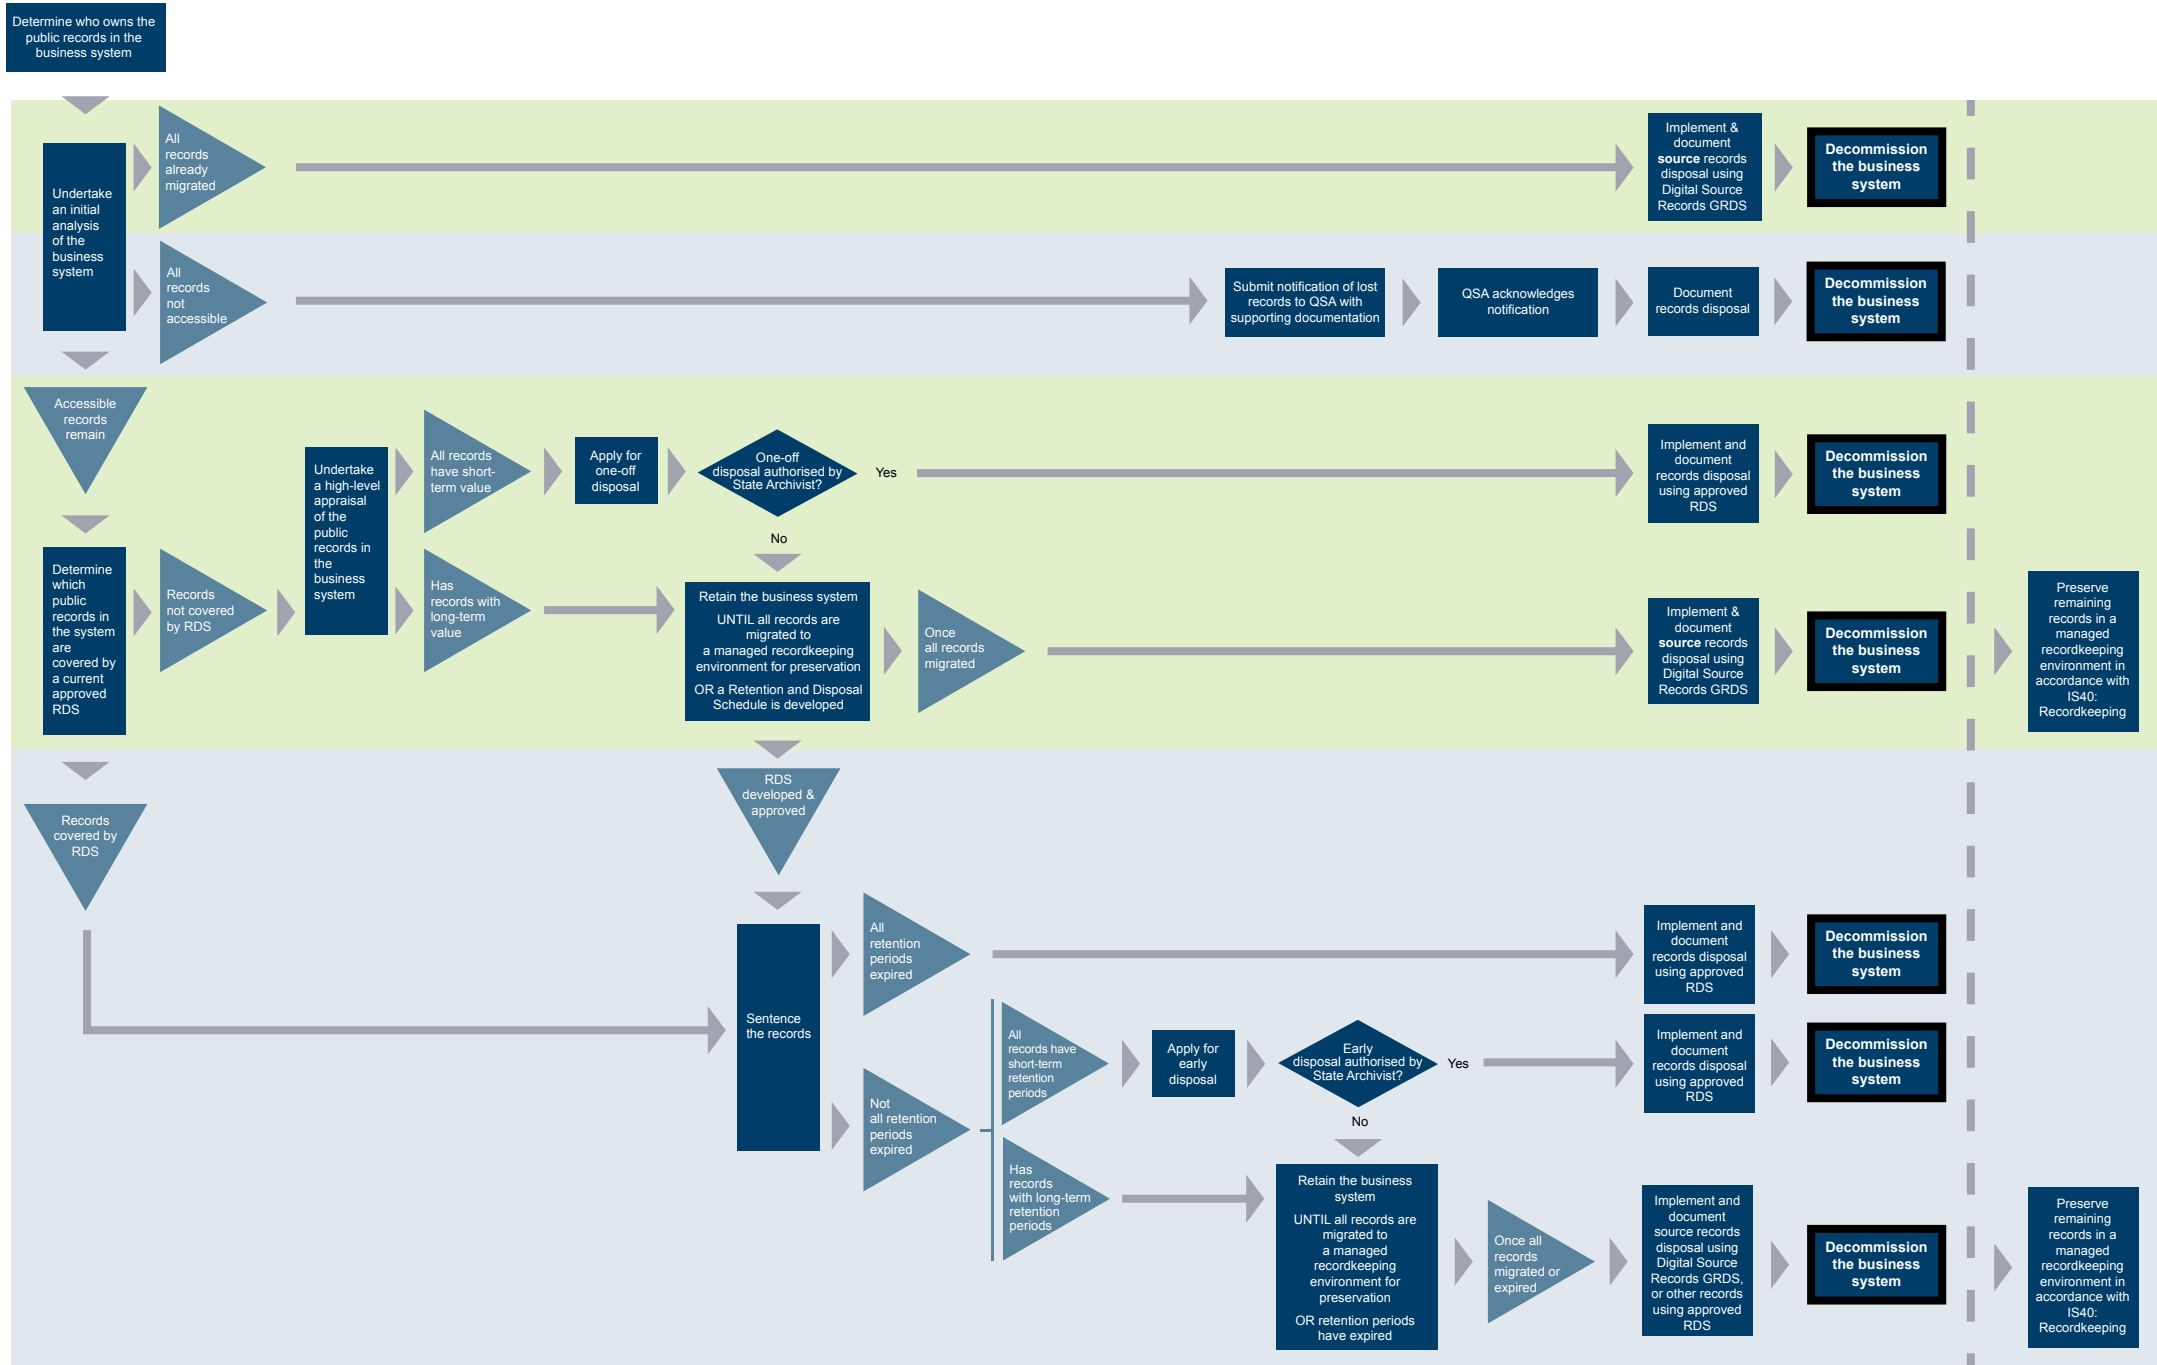 Determine who owns the
public records in the
business system
Undertake
an initial
analysis
of the
business
system
All
records
already
migrated
Implement &
document
source records
disposal using
Digital Source
Records GRDS
Decommission
the business
system
All
records
not
accessible
Submit notification of lost
records to QSA with
supporting documentation
QSA acknowledges
notification
Document
records disposal
Decommission
the business
system
Accessible
records
remain
Determine
which
public
records in
the system
are
covered by
a current
approved
RDS
Records
not covered
by RDS
Undertake
a high-level
appraisal
of the
public
records in
the
business
system
All records
have short-
term value
Apply for
one-off
disposal
One-off
disposal authorised by
State Archivist?
Yes
Implement and
document
records disposal
using approved
RDS
Decommission
the business
system
No
Has
records with
long-term
value
Retain the business system
UNTIL all records are
migrated to
a managed recordkeeping
environment for preservation
OR a Retention and Disposal
Schedule is developed
Once
all records
migrated
Implement &
document
source records
disposal using
Digital Source
Records GRDS
Decommission
the business
system
Preserve
remaining
records in a
managed
recordkeeping
environment in
accordance with
IS40:
Recordkeeping
Records
covered by
RDS
RDS
developed &
approved
Sentence
the records
All
retention
periods
expired
Implement and
document
records disposal
using approved
RDS
Decommission
the business
system
Not
all retention
periods
expired
All
records have
short-term
retention
periods
Apply for
early
disposal
Early
disposal authorised by
State Archivist?
Yes
Implement and
document
records disposal
using approved
RDS
Decommission
the business
system
No
Has
records
with long-term
retention
periods
Retain the business
system
UNTIL all records are
migrated to
a managed
recordkeeping
environment for
preservation
OR retention periods
have expired
Once all
records
migrated or
expired
Implement and
document
source records
disposal using
Digital Source
Records GRDS,
or other records
using approved
RDS
Decommission
the business
system
Preserve
remaining
records in a
managed
recordkeeping
environment in
accordance with
IS40:
Recordkeeping